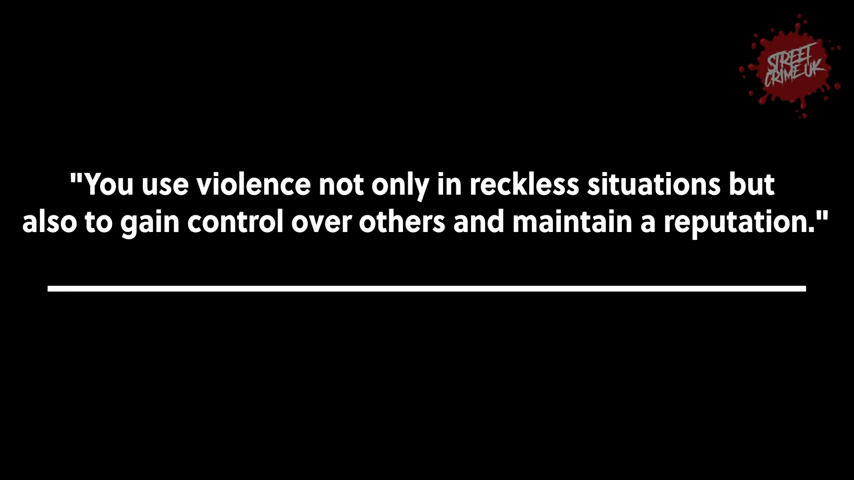 STREET
CRIME UK
"You use violence not only in reckless situations but
also to gain control over others and maintain a reputation."